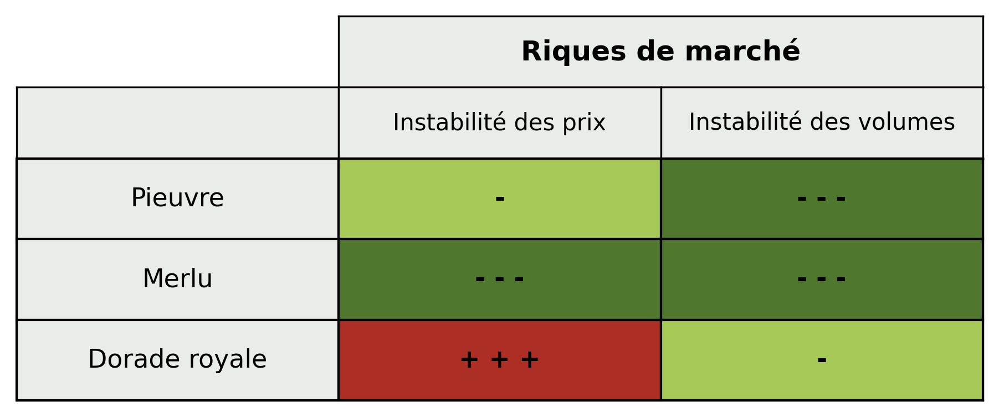 Riques de marché
Instabilité des prix Instabilité des volumes
Pieuvre - - - -
Merlu - - - - - -
Dorade royale + + + -